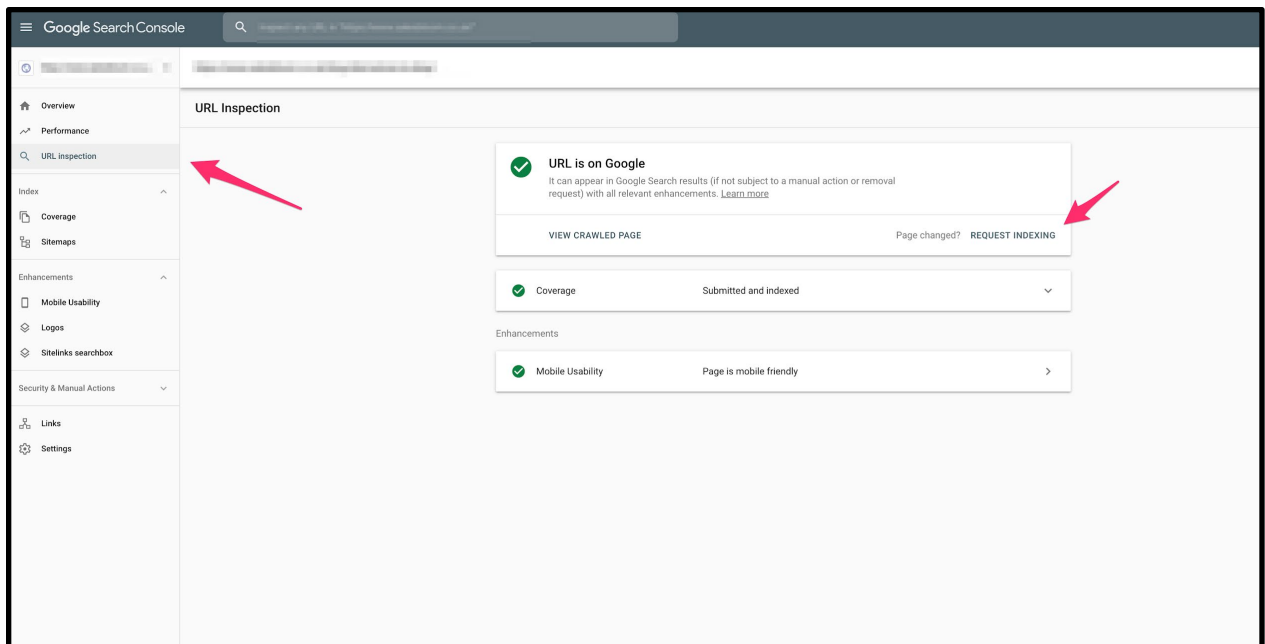 Google Search Console
Overview
Performance
URL inspection
Index
Coverage
Sitemaps
Enhancements
Mobile Usability
Logos
Sitelinks searchbox
Security & Manual Actions
Links
Settings
URL Inspection
URL is on Google
It can appear in Google Search results (if not subject to a manual action or removal
request) with all relevant enhancements. Learn more
VIEW CRAWLED PAGE
Page changed? REQUEST INDEXING
Coverage Submitted and indexed
Enhancements
Mobile Usability Page is mobile friendly